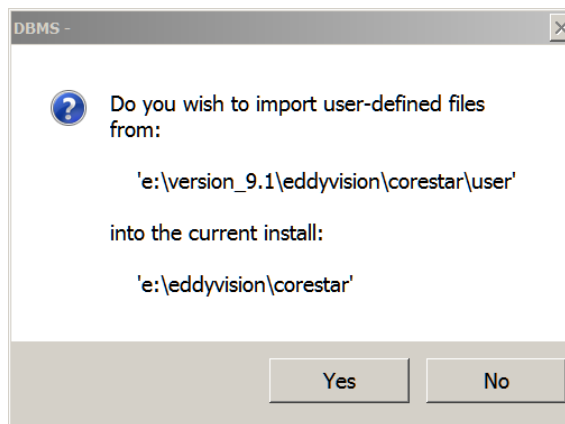 DBMS -
Do you wish to import user-defined files
from:
'e:\version_9.1\eddyvision\corestar\user'
into the current install:
'e:\eddyvision\corestar'
Yes
No